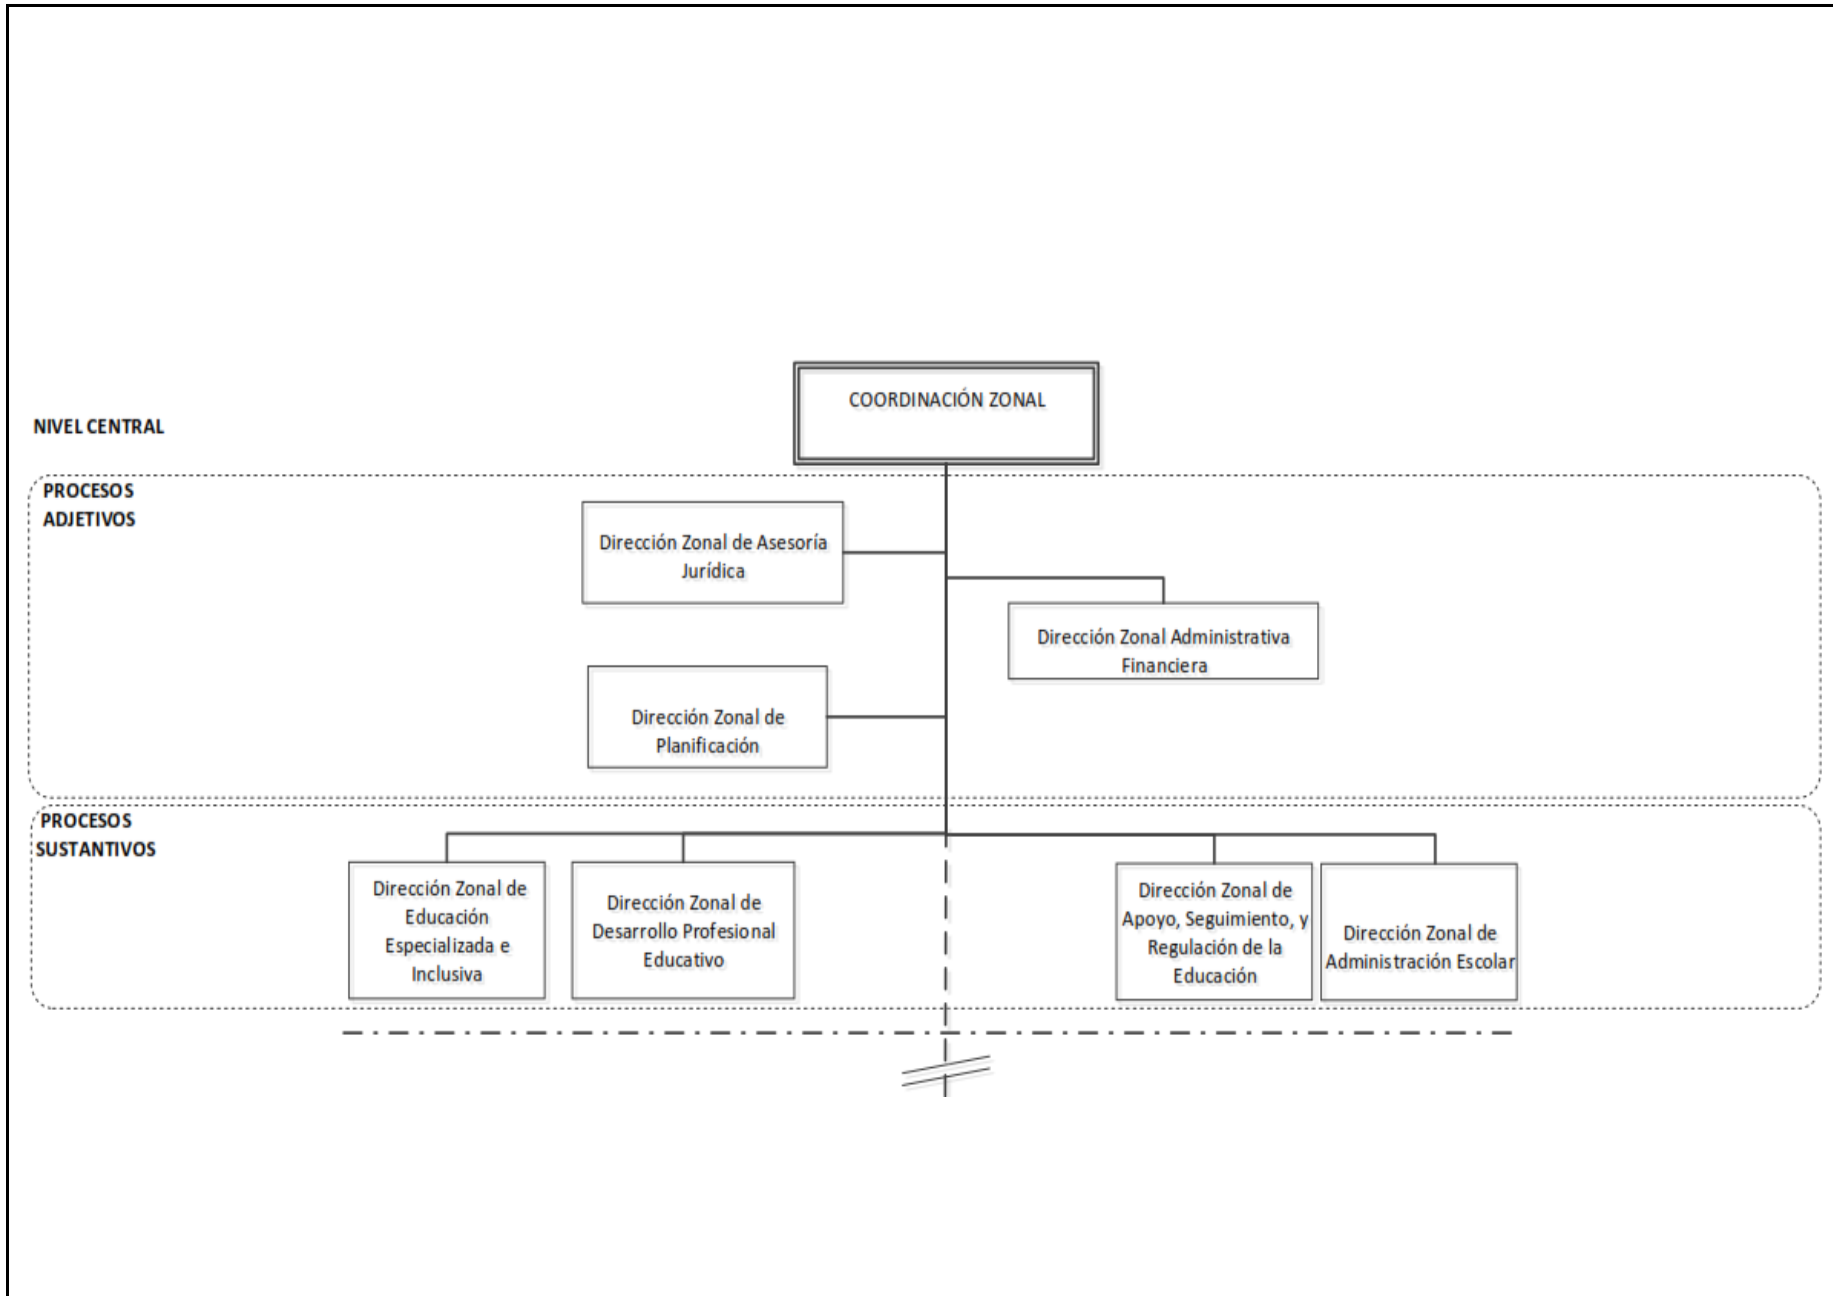 COORDINACIÓN ZONAL
NIVEL CENTRAL
PROCESOS
ADJETIVOS
Dirección Zonal de Asesoría
Jurídica
Dirección Zonal Administrativa
Financiera
Dirección Zonal de
Planificación
PROCESOS
SUSTANTIVOS
Dirección Zonal de
Educación
Especializada e
Inclusiva
Dirección Zonal de
Desarrollo Profesional
Educativo
Dirección Zonal de
Apoyo, Seguimiento, y
Regulación de la
Educación
Dirección Zonal de
Administración Escolar